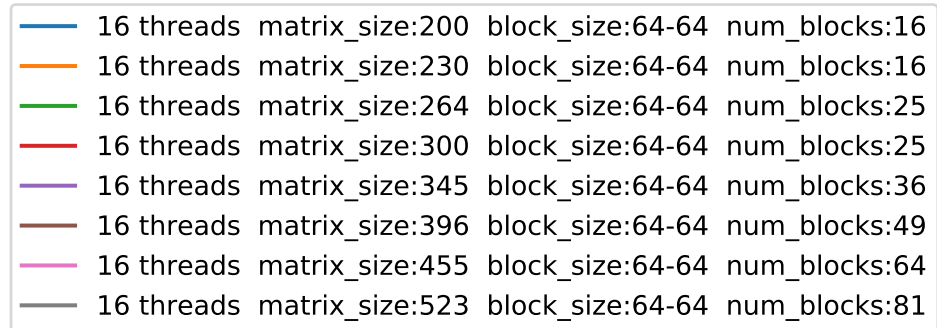 16 threads  matrix_size:200  block_size:64-64  num_blocks:16
16 threads  matrix_size:230  block_size:64-64  num_blocks:16
16 threads  matrix_size:264  block_size:64-64  num_blocks:25
16 threads  matrix_size:300  block_size:64-64  num_blocks:25
16 threads  matrix_size:345  block_size:64-64  num_blocks:36
16 threads  matrix_size:396  block_size:64-64  num_blocks:49
16 threads  matrix_size:455  block_size:64-64  num_blocks:64
16 threads  matrix_size:523  block_size:64-64  num_blocks:81